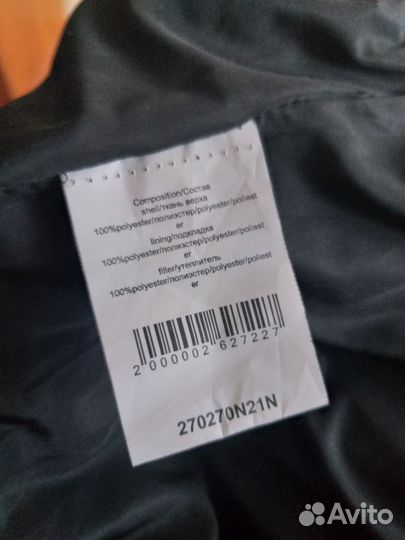 Composition/Состав
shell/ткань верха
100%polyester/полиэстер/polyester/poliest
er
lining/подкладка
100%polyester/полиэстер/polyester/poliest
er
filler/утеплитель
100%polyester/полиэстер/polyester/poliest
er
2 000002 627227
270270N21N
Avito